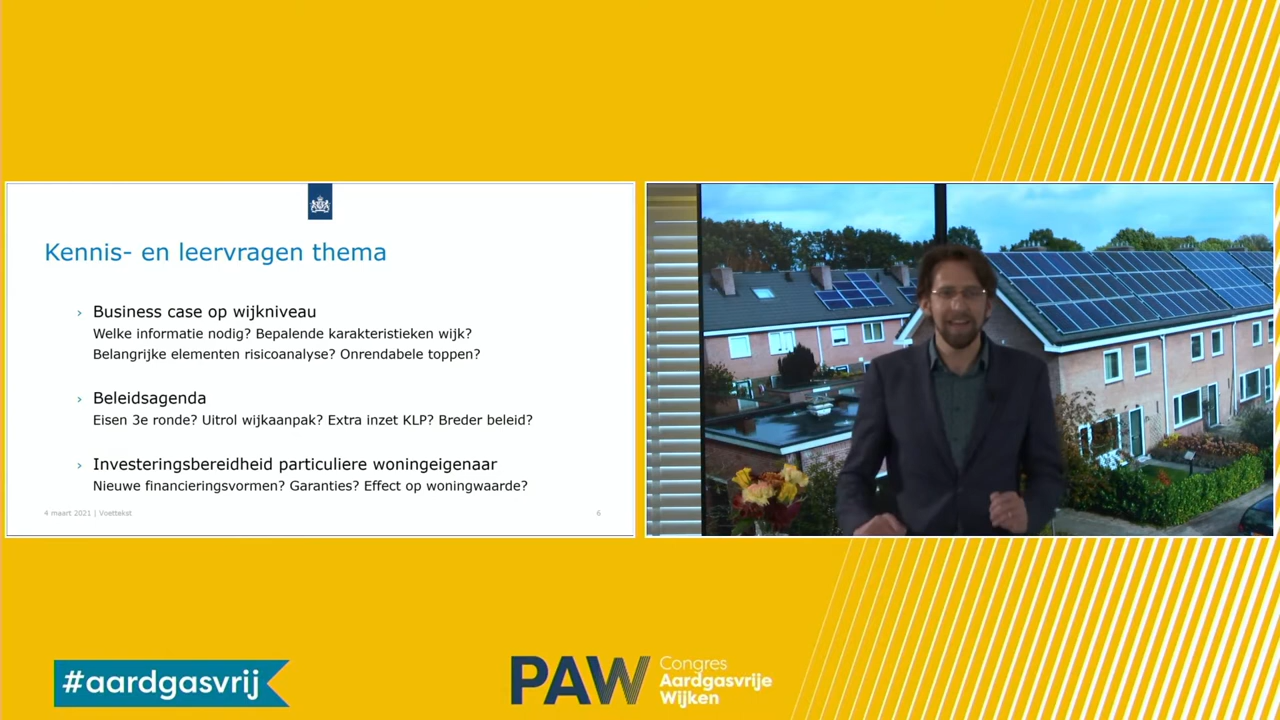 Kennis- en leervragen thema
› Business case op wijkniveau
Welke informatie nodig? Bepalende karakteristieken wijk?
Belangrijke elementen risicoanalyse? Onrendabele toppen?
› Beleidsagenda
Eisen 3e ronde? Uitrol wijkaanpak? Extra inzet KLP? Breder beleid?
› Investeringsbereidheid particuliere woningeigenaar
Nieuwe financieringsvormen? Garanties? Effect op woningwaarde?
4 maart 2021 | Voettekst
6
#aardgasvrij
PAW
Congres
Aardgasvrije
Wijken